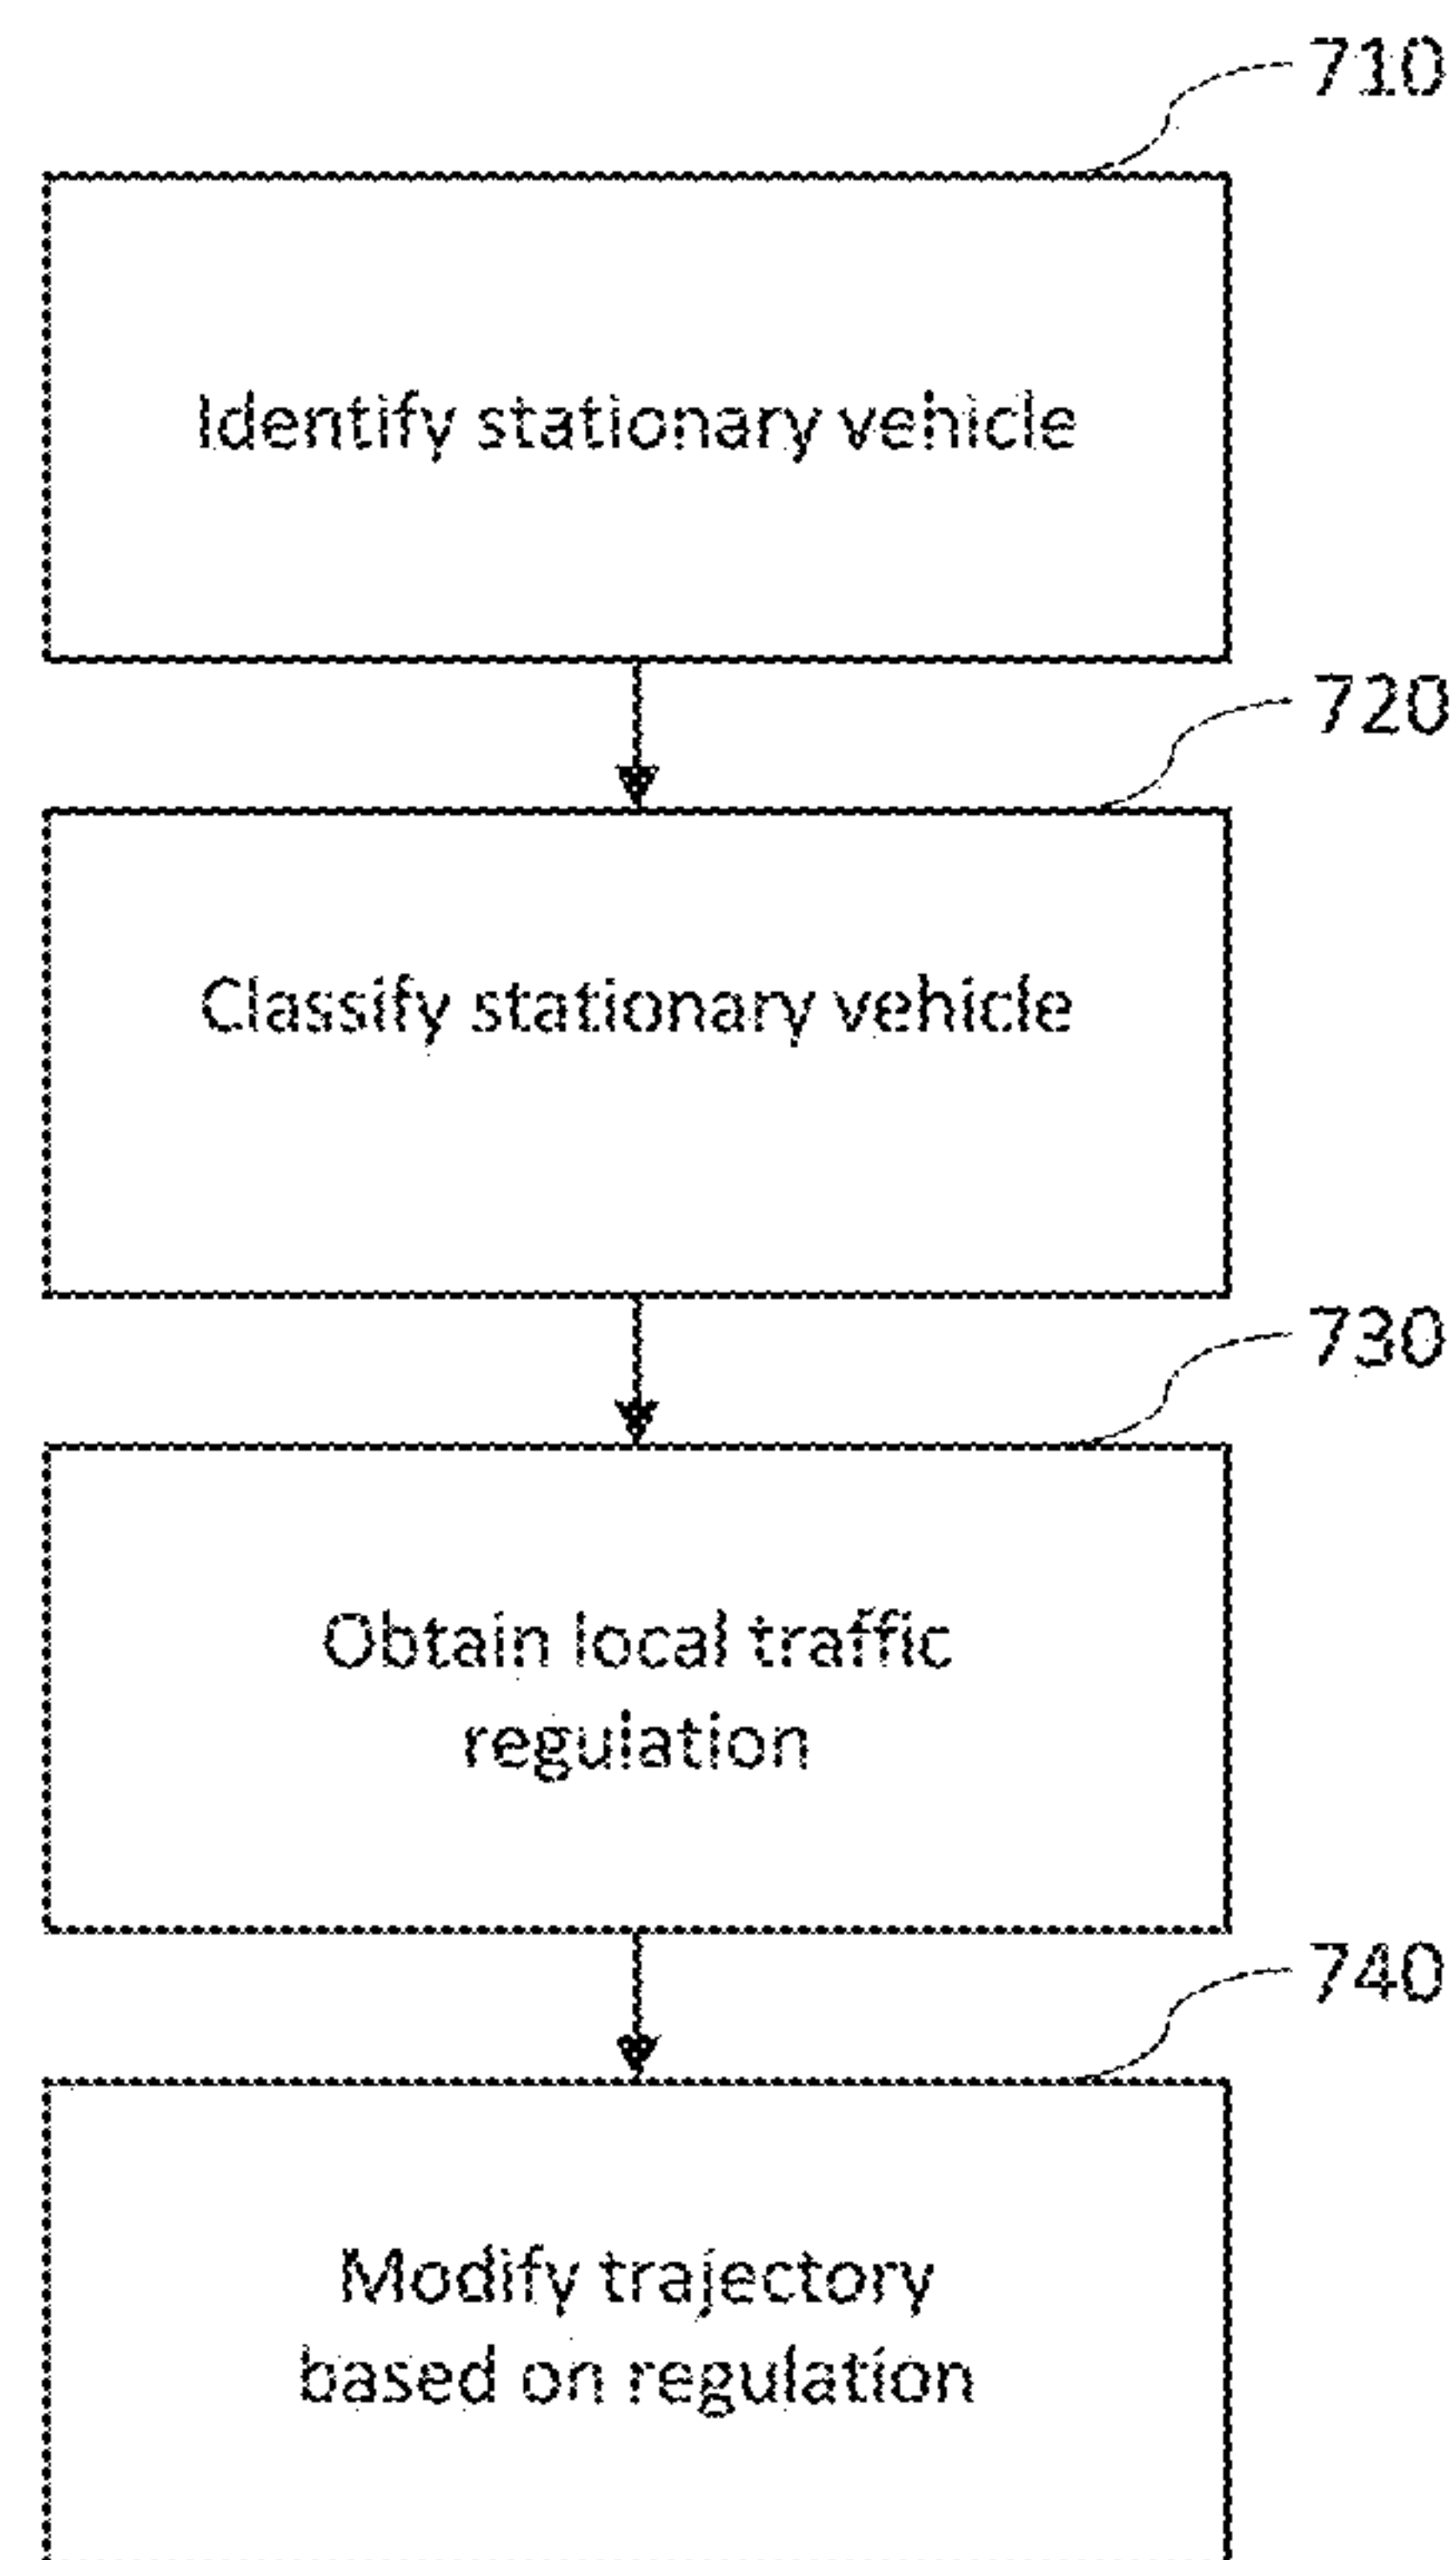 710
Identify stationary vehicle
720
Classify stationary vehicle
730
Obtain local traffic
regulation
740
Modify trajectory
based on regulation